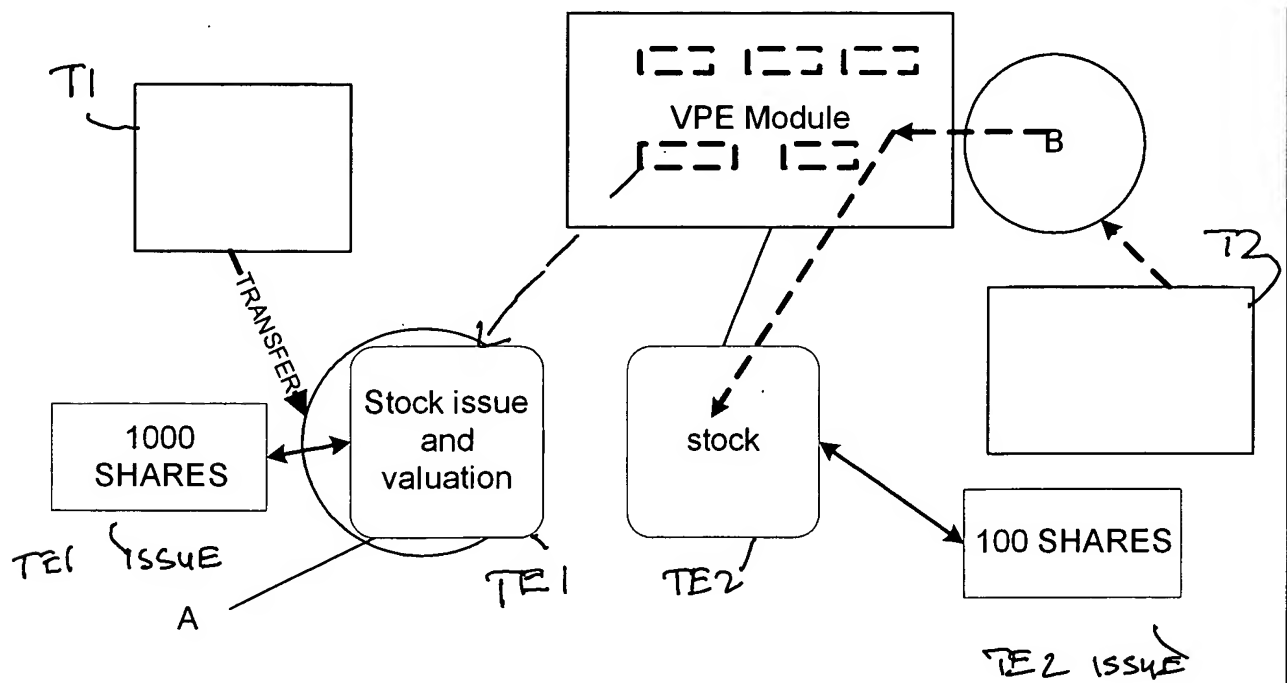 T1
VPE Module
B
T2
TRANSFER
Stock issue
and
valuation
stock
1000
SHARES
100 SHARES
TE1 ISSUE
TE1
TE2
A
TE2 ISSUE